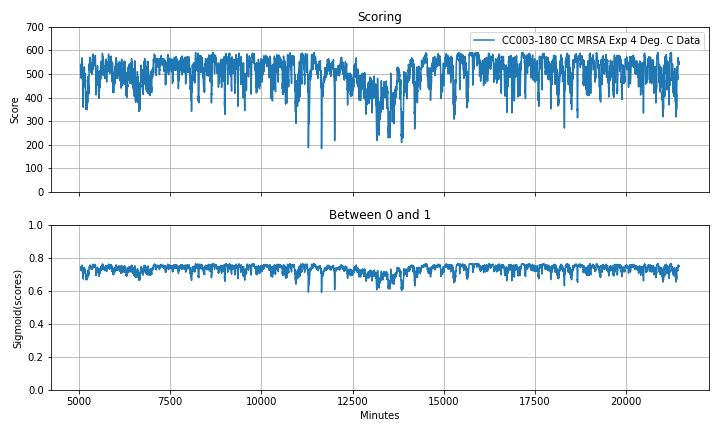 Scoring
CC003-180 CC MRSA Exp 4 Deg. C Data
700
600
500
400
300
200
100
0
Score
Between 0 and 1
1.0
0.8
0.6
0.4
0.2
0.0
Sigmoid(scores)
5000 7500 10000 12500 15000 17500 20000
Minutes